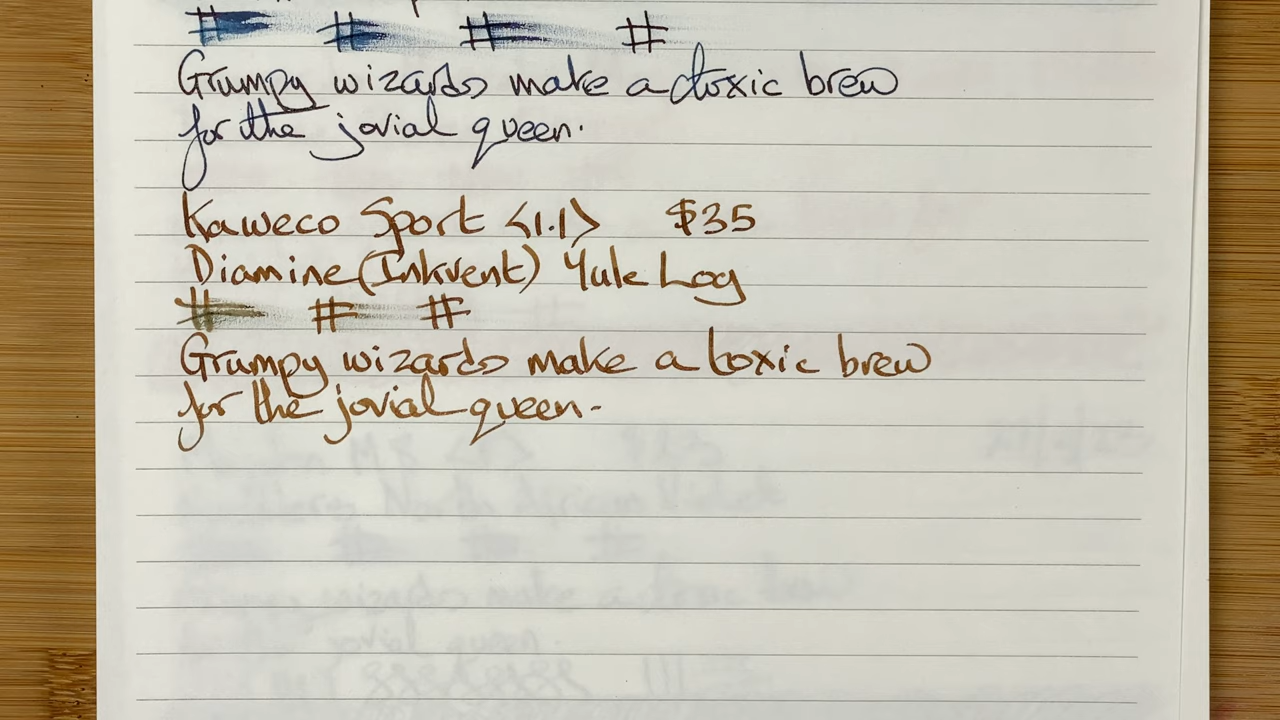 # # # #
Grumpy wizards make a toxic brew
for the jovial queen.
Kaweco Sport <1.1> $35
Diamine (Inkvent) Yule Log
# # #
Grumpy wizards make a toxic brew
for the jovial queen.